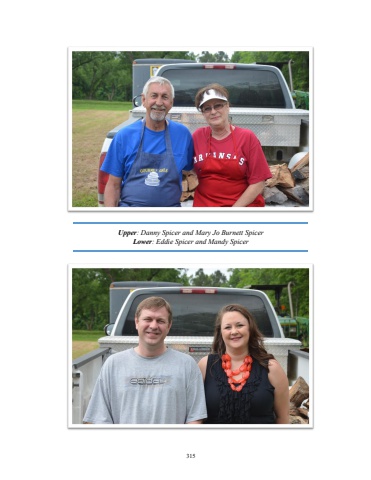 ARKANSAS
Upper: Danny Spicer and Mary Jo Burnett Spicer
Lower: Eddie Spicer and Mandy Spicer
315